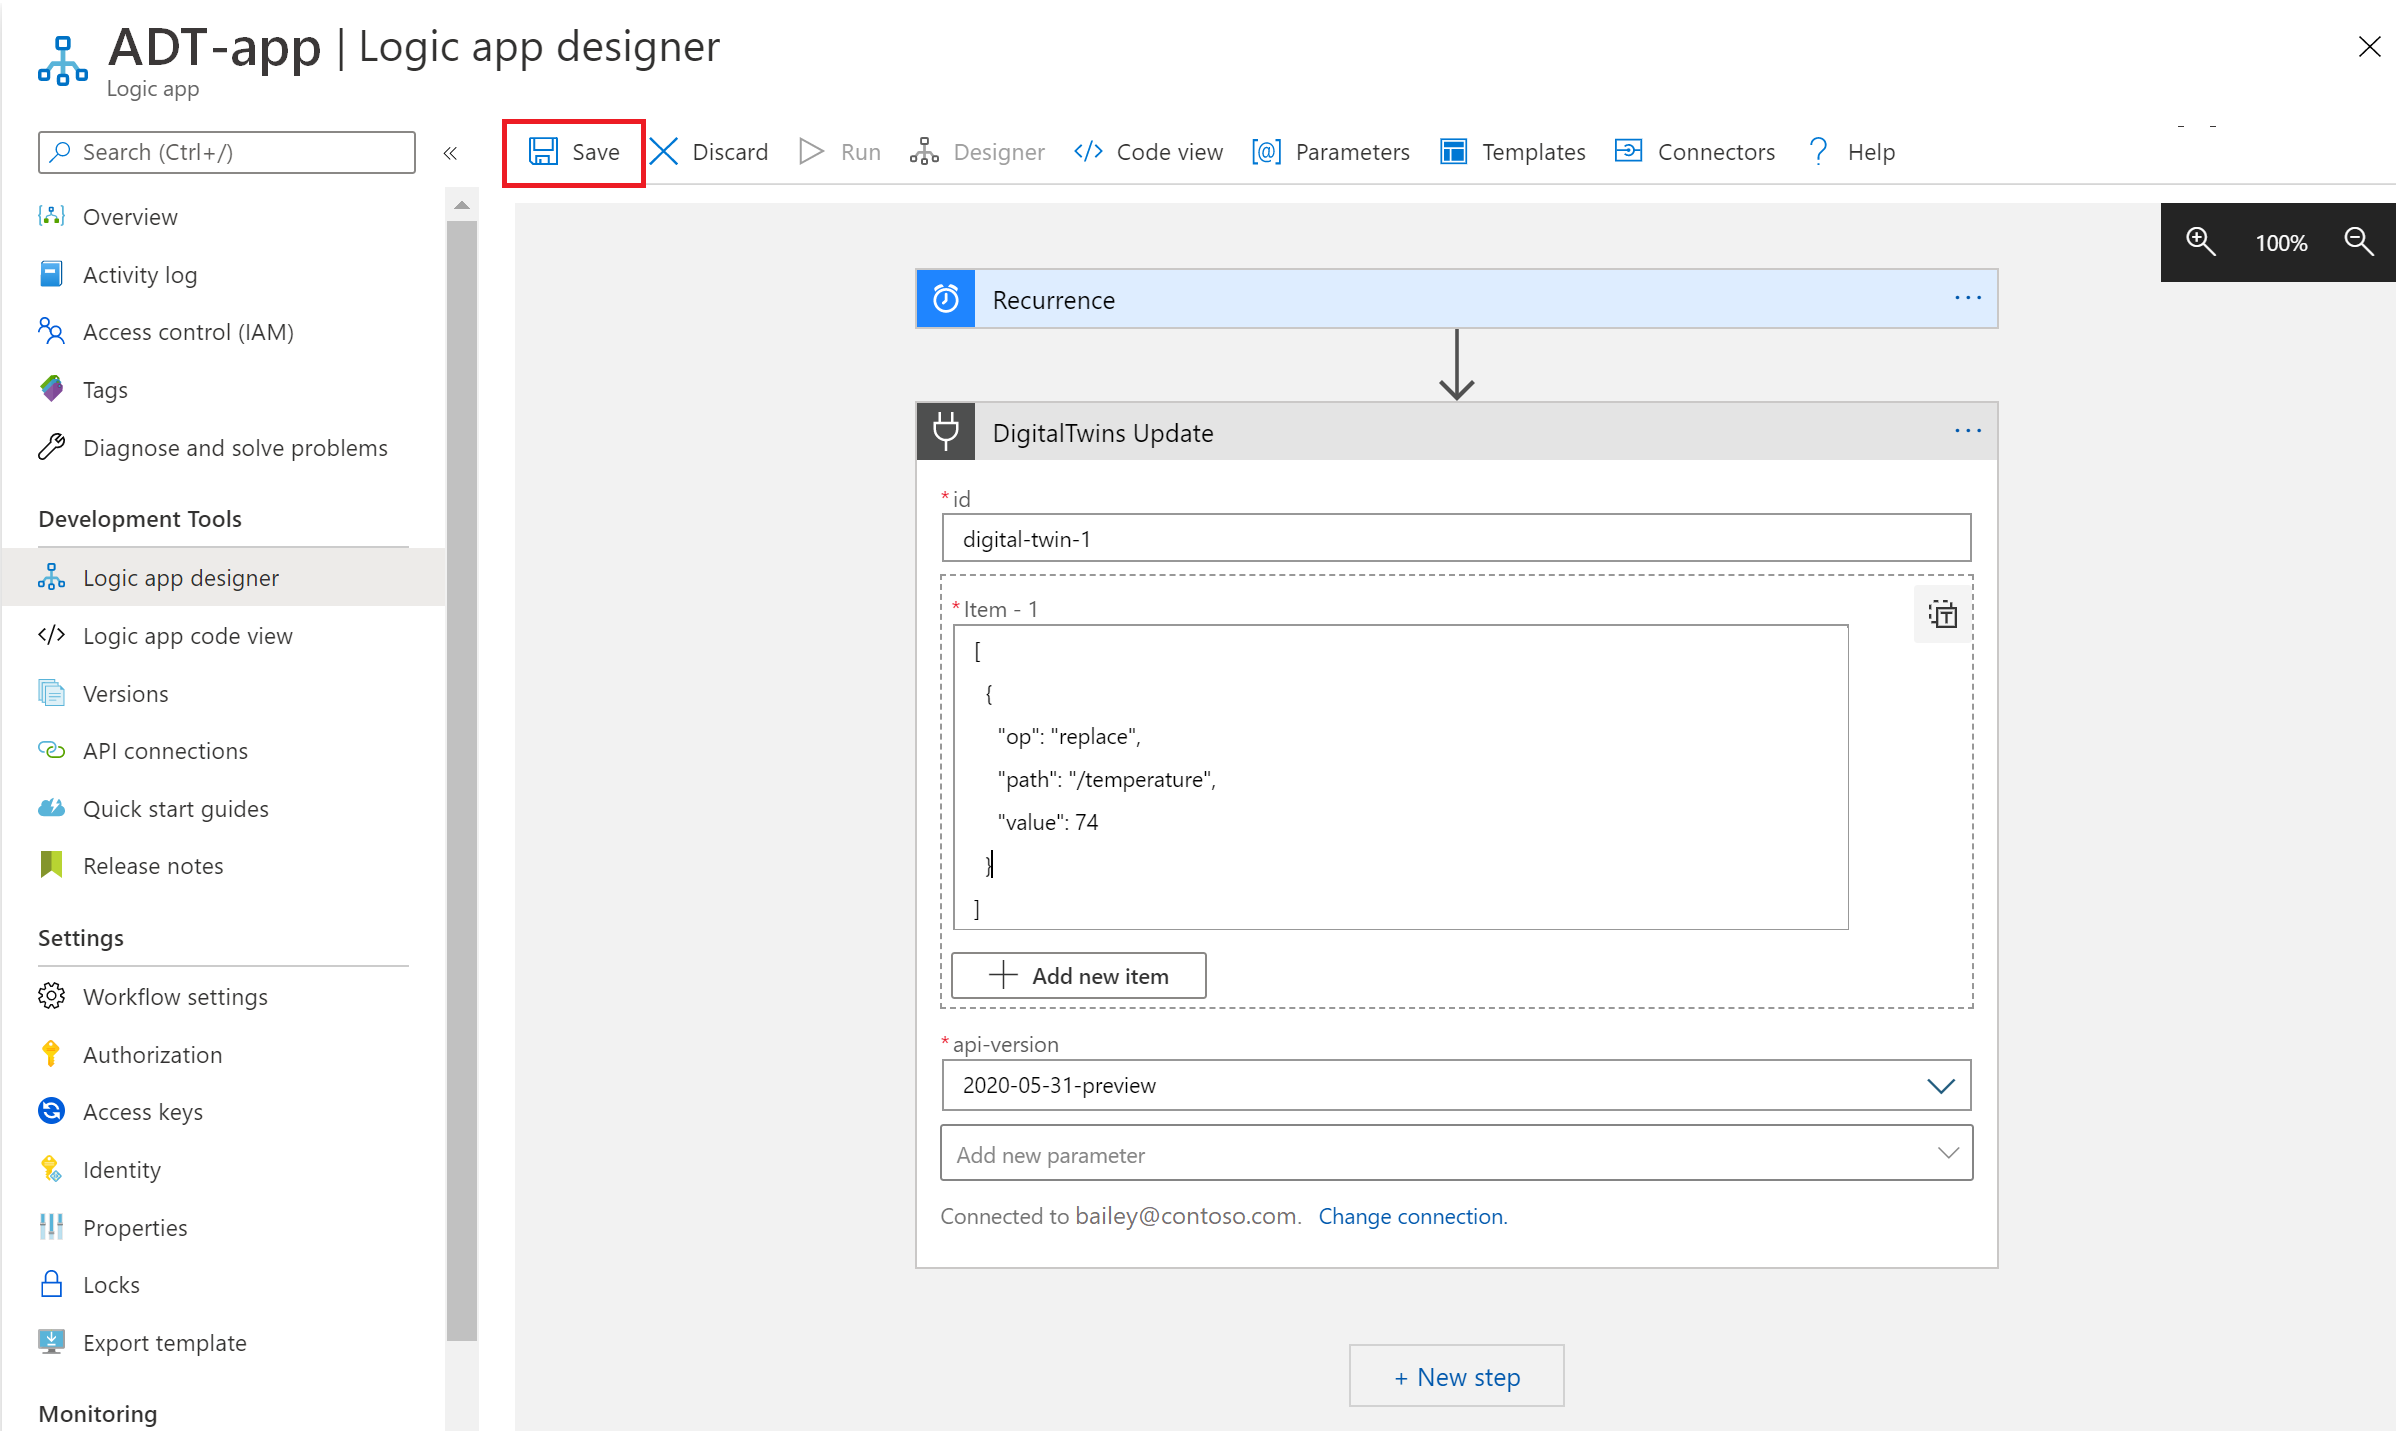 ADT-app | Logic app designer
Logic app
Search (Ctrl+/)
«
Save
Discard
Run
Designer
</> Code view
[@] Parameters
Templates
Connectors
? Help
Overview
Activity log
Access control (IAM)
Tags
Diagnose and solve problems
Development Tools
Logic app designer
</> Logic app code view
Versions
API connections
Quick start guides
Release notes
Settings
Workflow settings
Authorization
Access keys
Identity
Properties
Locks
Export template
Monitoring
100%
Recurrence
...
DigitalTwins Update
...
* id
digital-twin-1
* Item - 1
[
{
"op": "replace",
"path": "/temperature",
"value": 74
}
]
Add new item
* api-version
2020-05-31-preview
Add new parameter
Connected to bailey@contoso.com. Change connection.
+ New step